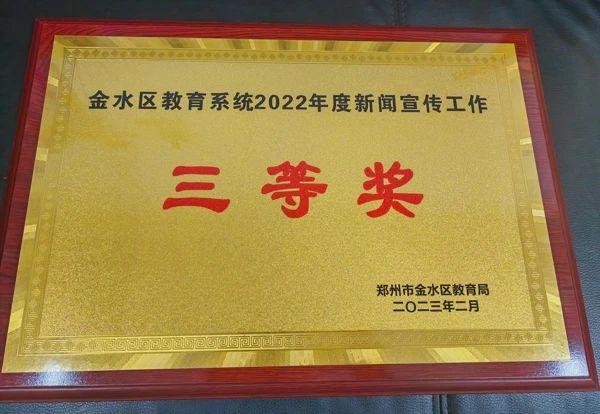 金水区教育系统2022年度新闻宣传工作
三等奖
郑州市金水区教育局
二〇二三年二月